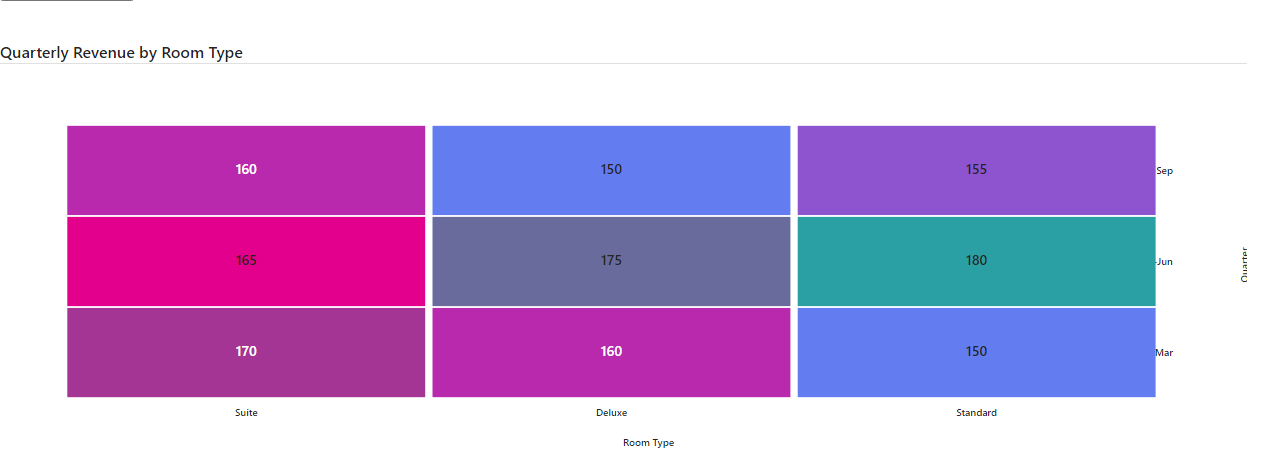 Quarterly Revenue by Room Type
160 150 155 Sep
165 175 180 Jun
Quarter
170 160 150 Mar
Suite Deluxe Standard
Room Type